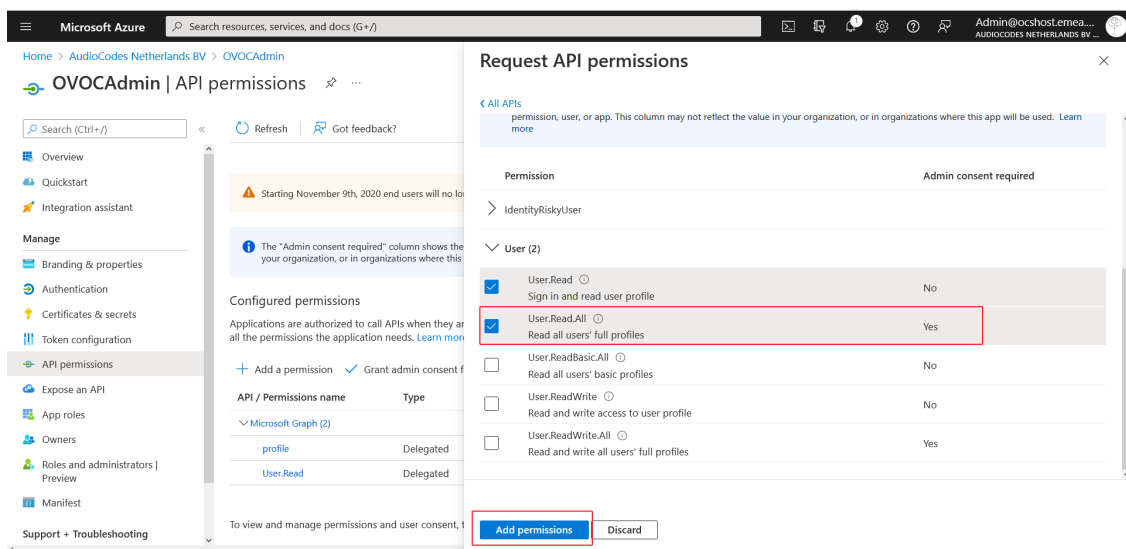 Microsoft Azure
Search resources, services, and docs (G+/)
Admin@ocshost.emea....
AUDIOCODES NETHERLANDS BV ...
Home > AudioCodes Netherlands BV > OVOCAdmin
OVOCAdmin | API permissions
Search (Ctrl+/)
Overview
Quickstart
Integration assistant
Manage
Branding & properties
Authentication
Certificates & secrets
Token configuration
API permissions
Expose an API
App roles
Owners
Roles and administrators |
Preview
Manifest
Support + Troubleshooting
Refresh
Got feedback?
Starting November 9th, 2020 end users will no lo
The "Admin consent required" column shows the
your organization, or in organizations where this
Configured permissions
Applications are authorized to call APIs when they ar
all the permissions the application needs. Learn more
Add a permission
Grant admin consent f
API / Permissions name
Type
Microsoft Graph (2)
profile
Delegated
User.Read
Delegated
To view and manage permissions and user consent, t
Request API permissions
All APIs
permission, user, or app. This column may not reflect the value in your organization, or in organizations where this app will be used. Learn
more
Permission
Admin consent required
IdentityRiskyUser
User (2)
User.Read
Sign in and read user profile
No
User.Read.All
Read all users' full profiles
Yes
User.ReadBasic.All
Read all users' basic profiles
No
User.ReadWrite
Read and write access to user profile
No
User.ReadWrite.All
Read and write all users' full profiles
Yes
Add permissions
Discard